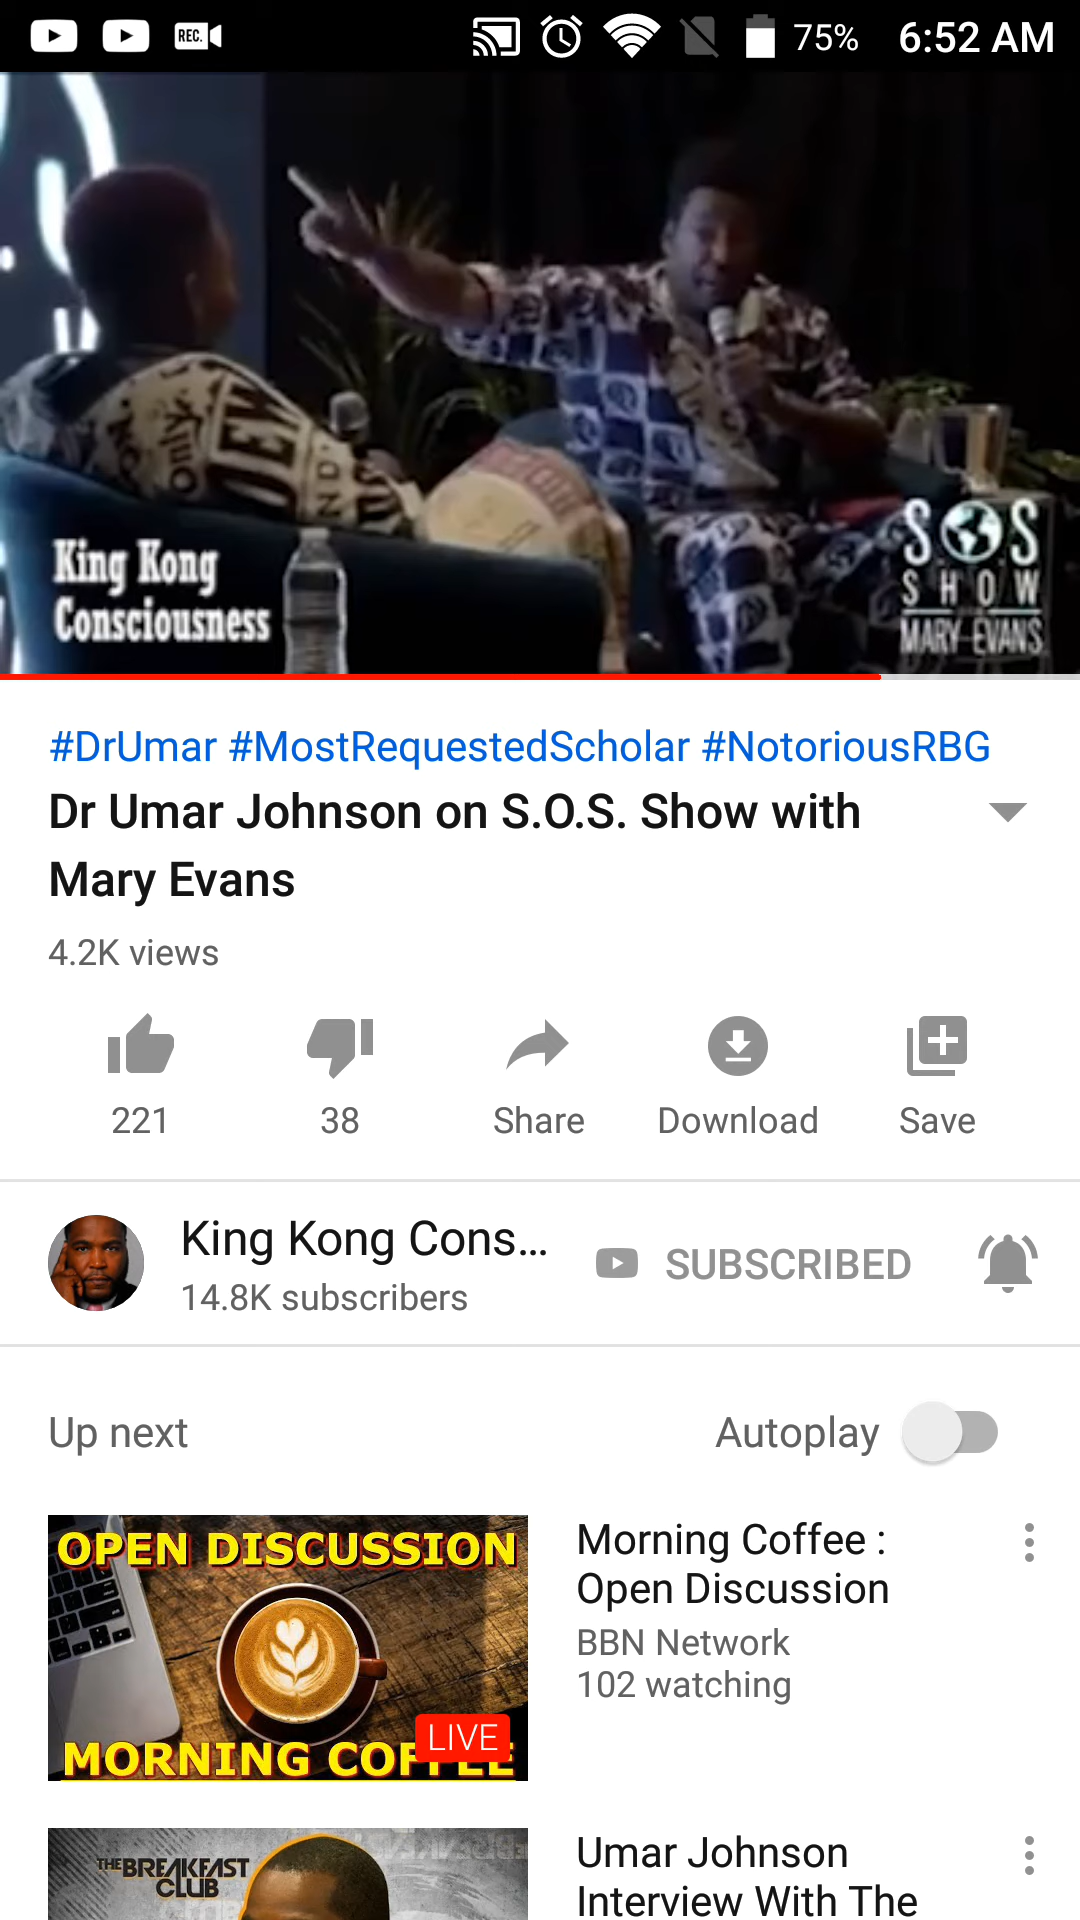 REC.
75%
6:52 AM
only
King Kong
Consciousness
SOS
SHOW
MARY EVANS
#DrUmar #MostRequestedScholar #NotoriousRBG
Dr Umar Johnson on S.O.S. Show with
Mary Evans
4.2K views
221
38
Share
Download
Save
King Kong Cons...
14.8K subscribers
SUBSCRIBED
Up next
Autoplay
OPEN DISCUSSION
LIVE
MORNING COFFEE
Morning Coffee :
Open Discussion
BBN Network
102 watching
THE BREAKFAST
CLUB
Umar Johnson
Interview With The